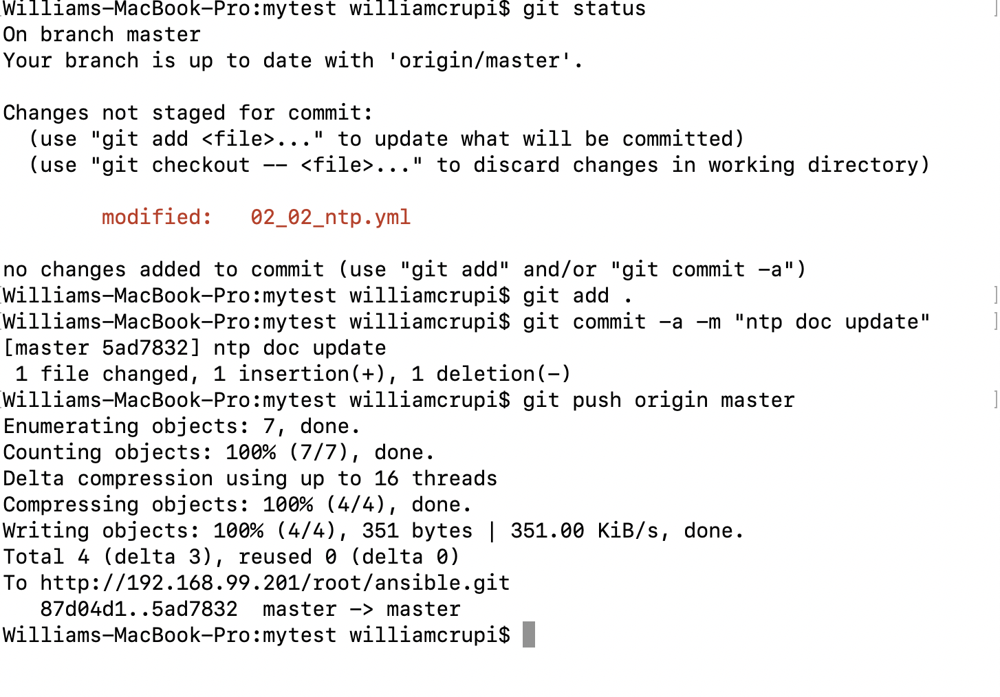 Williams-MacBook-Pro:mytest williamcrupi$ git status
On branch master
Your branch is up to date with 'origin/master'.

Changes not staged for commit:
  (use "git add <file>..." to update what will be committed)
  (use "git checkout -- <file>..." to discard changes in working directory)

        modified:   02_02_ntp.yml

no changes added to commit (use "git add" and/or "git commit -a")
[Williams-MacBook-Pro:mytest williamcrupi$ git add . ]
[Williams-MacBook-Pro:mytest williamcrupi$ git commit -a -m "ntp doc update" ]
[master 5ad7832] ntp doc update
 1 file changed, 1 insertion(+), 1 deletion(-)
[Williams-MacBook-Pro:mytest williamcrupi$ git push origin master ]
Enumerating objects: 7, done.
Counting objects: 100% (7/7), done.
Delta compression using up to 16 threads
Compressing objects: 100% (4/4), done.
Writing objects: 100% (4/4), 351 bytes | 351.00 KiB/s, done.
Total 4 (delta 3), reused 0 (delta 0)
To http://192.168.99.201/root/ansible.git
   87d04d1..5ad7832  master -> master
Williams-MacBook-Pro:mytest williamcrupi$